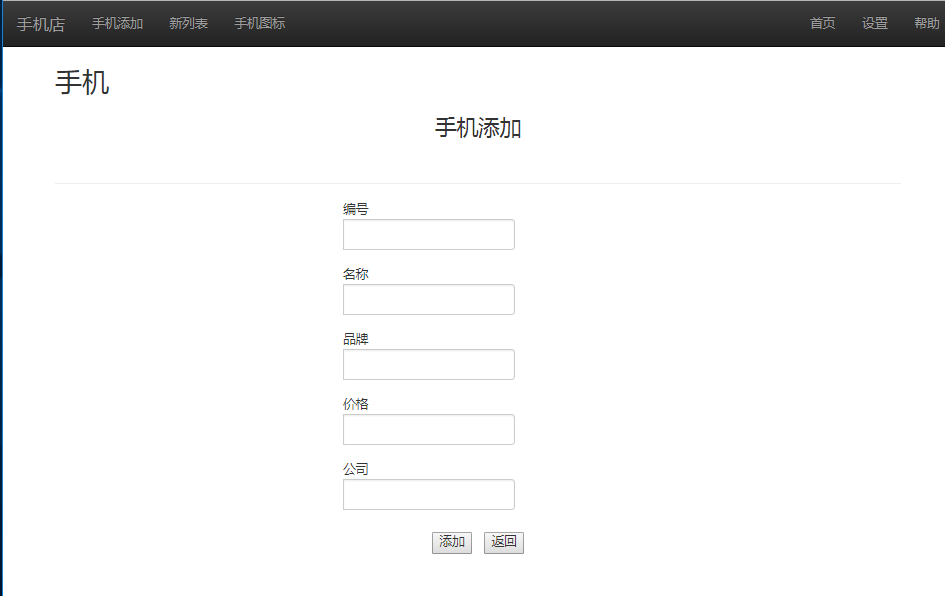 手机店 手机添加 新列表 手机图标 首页 设置 帮助
手机
手机添加
编号
名称
品牌
价格
公司
添加 返回